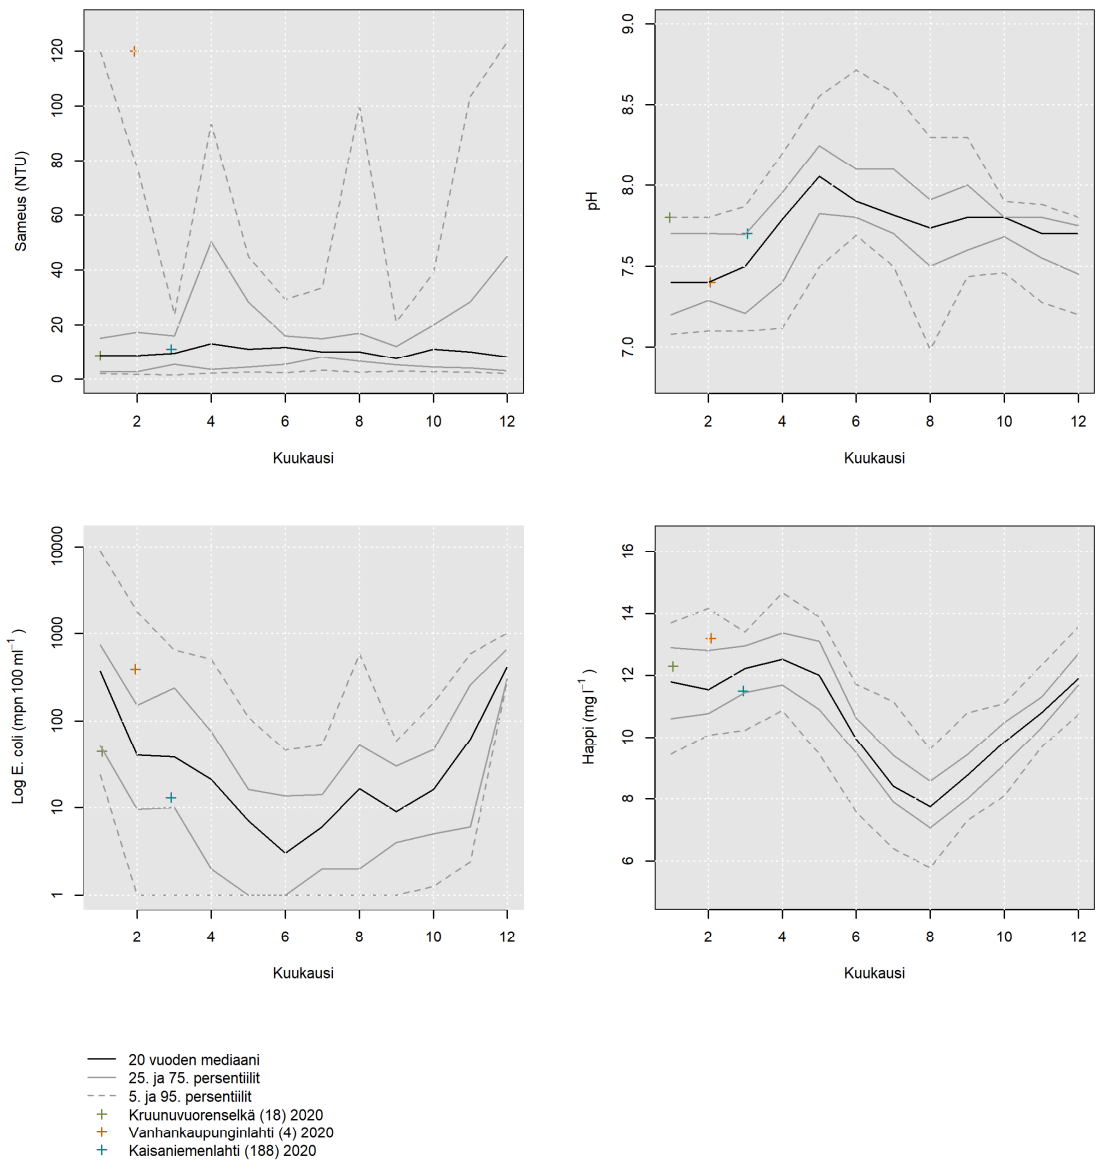 Sameus (NTU)
0 20 40 60 80 100 120
2 4 6 8 10 12
Kuukausi
pH
7.0 7.5 8.0 8.5 9.0
2 4 6 8 10 12
Kuukausi
Log E. coli (mpn 100 ml⁻¹ )
1 10 100 1000 10000
2 4 6 8 10 12
Kuukausi
Happi (mg l⁻¹ )
6 8 10 12 14 16
2 4 6 8 10 12
Kuukausi
20 vuoden mediaani
25. ja 75. persentiilit
5. ja 95. persentiilit
Kruunuvuorenselkä (18) 2020
Vanhankaupunginlahti (4) 2020
Kaisaniemenlahti (188) 2020